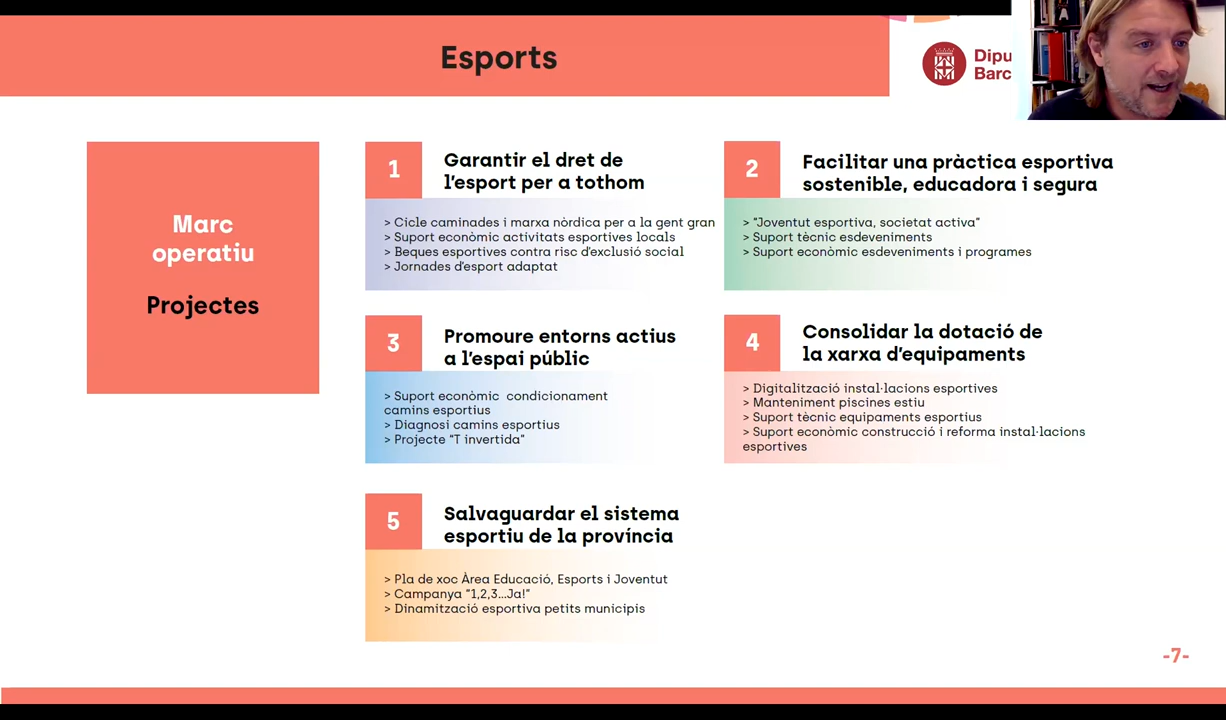 Esports
Marc
operatiu
Projectes
1
Garantir el dret de
l'esport per a tothom
> Cicle caminades i marxa nòrdica per a la gent gran
> Suport econòmic activitats esportives locals
> Beques esportives contra risc d'exclusió social
> Jornades d'esport adaptat
2
Facilitar una pràctica esportiva
sostenible, educadora i segura
> "Joventut esportiva, societat activa"
> Suport tècnic esdeveniments
> Suport econòmic esdeveniments i programes
3
Promoure entorns actius
a l'espai públic
> Suport econòmic condicionament
camins esportius
> Diagnosi camins esportius
> Projecte "T invertida"
4
Consolidar la dotació de
la xarxa d'equipaments
> Digitalització instal·lacions esportives
> Manteniment piscines estiu
> Suport tècnic equipaments esportius
> Suport econòmic construcció i reforma instal·lacions
esportives
5
Salvaguardar el sistema
esportiu de la província
> Pla de xoc Àrea Educació, Esports i Joventut
> Campanya "1,2,3...Ja!"
> Dinamització esportiva petits municipis
-7-